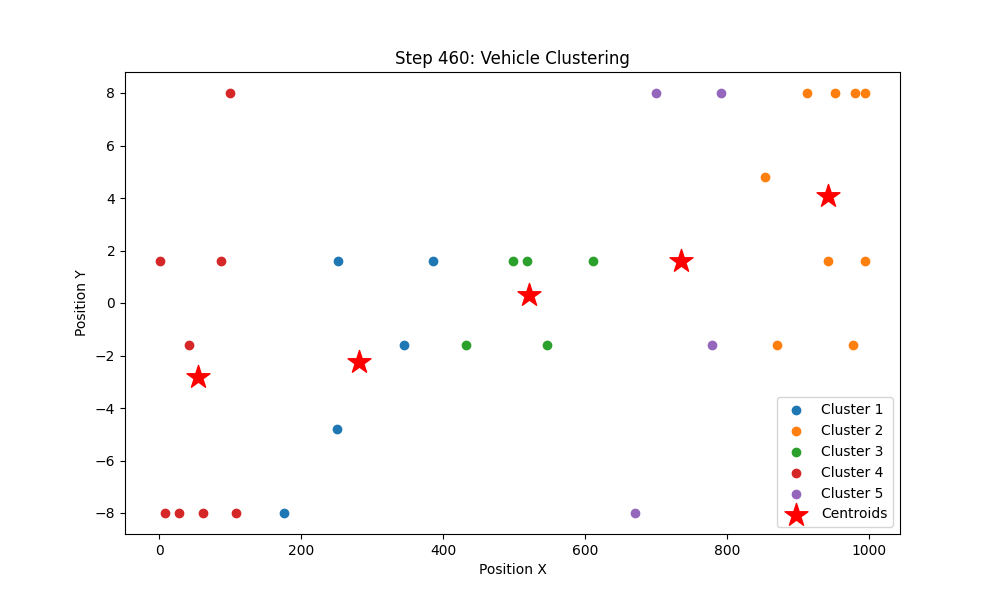 Step 460: Vehicle Clustering
Position Y
8
6
4
2
0
−2
−4
−6
−8
0 200 400 600 800 1000
Position X
Cluster 1
Cluster 2
Cluster 3
Cluster 4
Cluster 5
Centroids